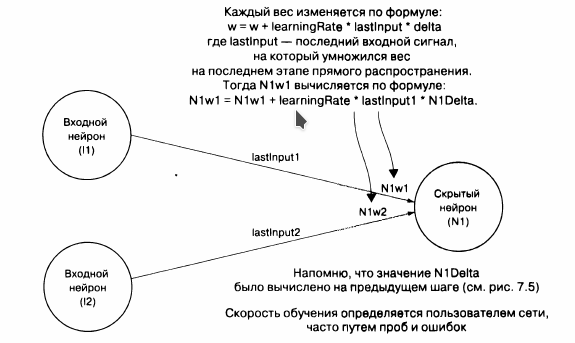 Каждый вес изменяется по формуле:
w = w + learningRate * lastInput * delta
где lastInput — последний входной сигнал,
на который умножился вес
на последнем этапе прямого распространения.
Тогда N1w1 вычисляется по формуле:
N1w1 = N1w1 + learningRate * lastInput1 * N1Delta.
Входной
нейрон
(I1)
lastInput1
N1w1
Скрытый
нейрон
(N1)
N1w2
lastInput2
Входной
нейрон
(I2)
Напомню, что значение N1Delta
было вычислено на предыдущем шаге (см. рис. 7.5)
Скорость обучения определяется пользователем сети,
часто путем проб и ошибок